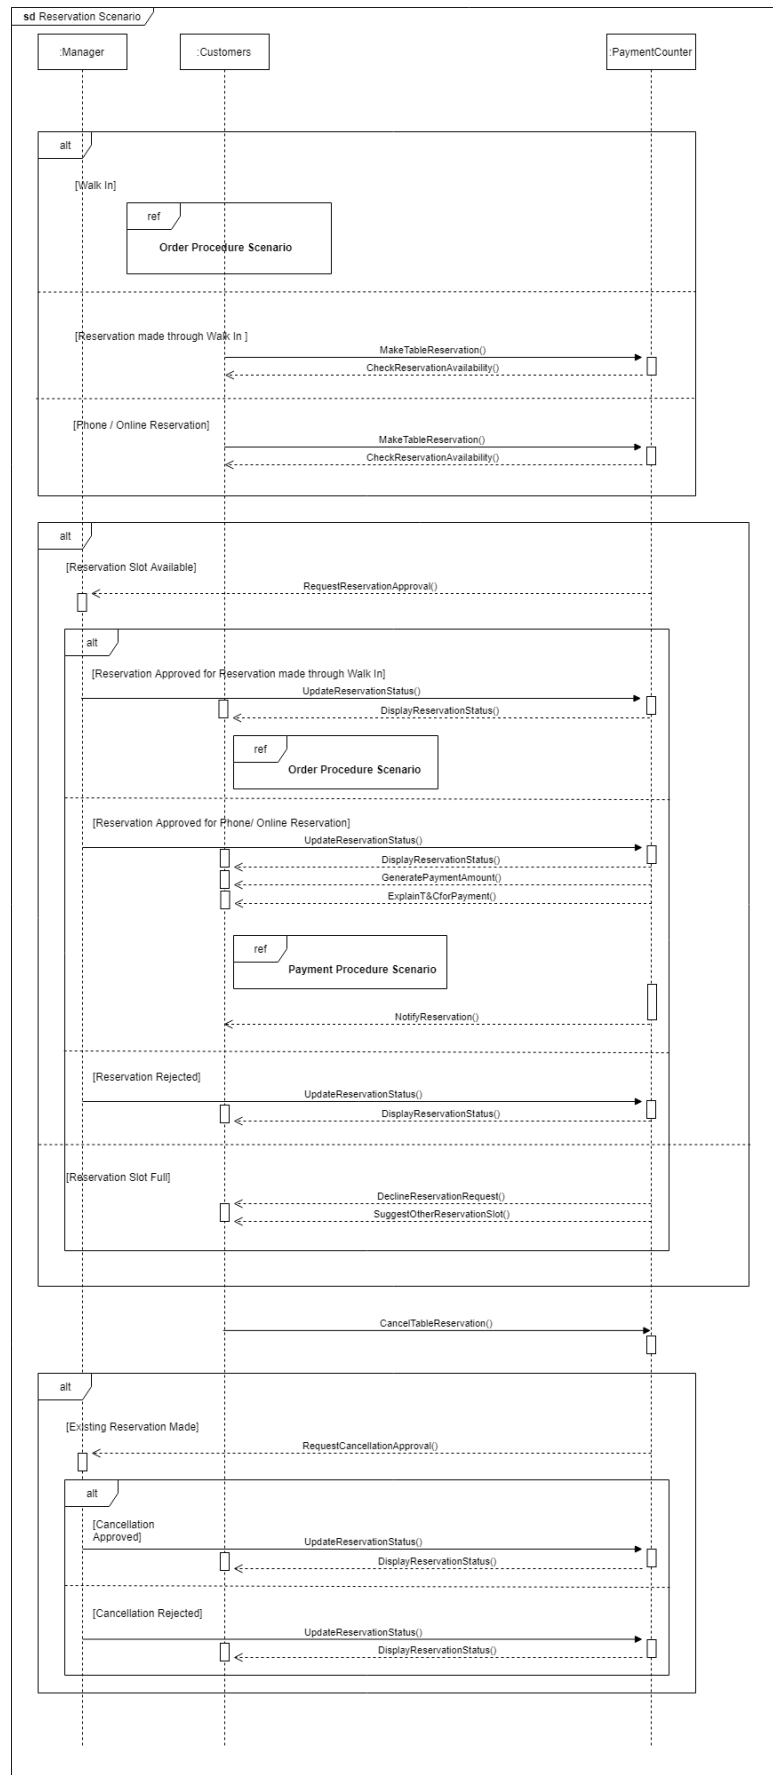 sd Reservation Scenario
:Manager
:Customers
:PaymentCounter
alt
[Walk In]
ref
Order Procedure Scenario
[Reservation made through Walk In ]
MakeTableReservation()
CheckReservationAvailability()
[Phone / Online Reservation]
MakeTableReservation()
CheckReservationAvailability()
alt
[Reservation Slot Available]
RequestReservationApproval()
alt
[Reservation Approved for Reservation made through Walk In]
UpdateReservationStatus()
DisplayReservationStatus()
ref
Order Procedure Scenario
[Reservation Approved for Phone/ Online Reservation]
UpdateReservationStatus()
DisplayReservationStatus()
GeneratePaymentAmount()
ExplainT&CforPayment()
ref
Payment Procedure Scenario
NotifyReservation()
[Reservation Rejected]
UpdateReservationStatus()
DisplayReservationStatus()
[Reservation Slot Full]
DeclineReservationRequest()
SuggestOtherReservationSlot()
CancelTableReservation()
alt
[Existing Reservation Made]
RequestCancellationApproval()
alt
[Cancellation
Approved]
UpdateReservationStatus()
DisplayReservationStatus()
[Cancellation Rejected]
UpdateReservationStatus()
DisplayReservationStatus()